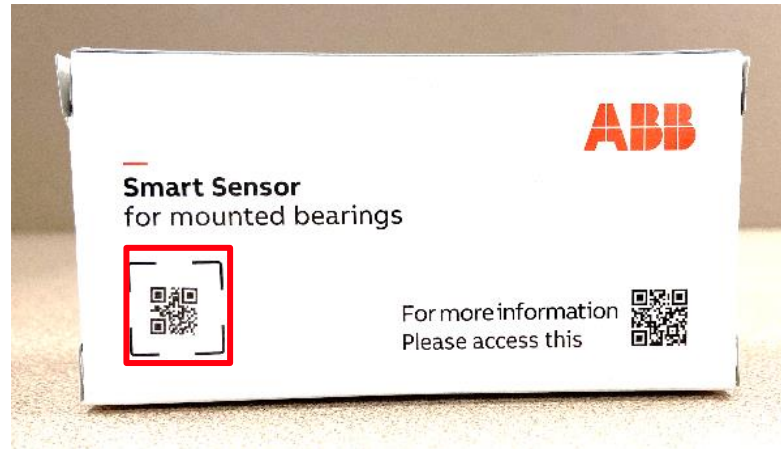 ABB
Smart Sensor
for mounted bearings
For more information
Please access this